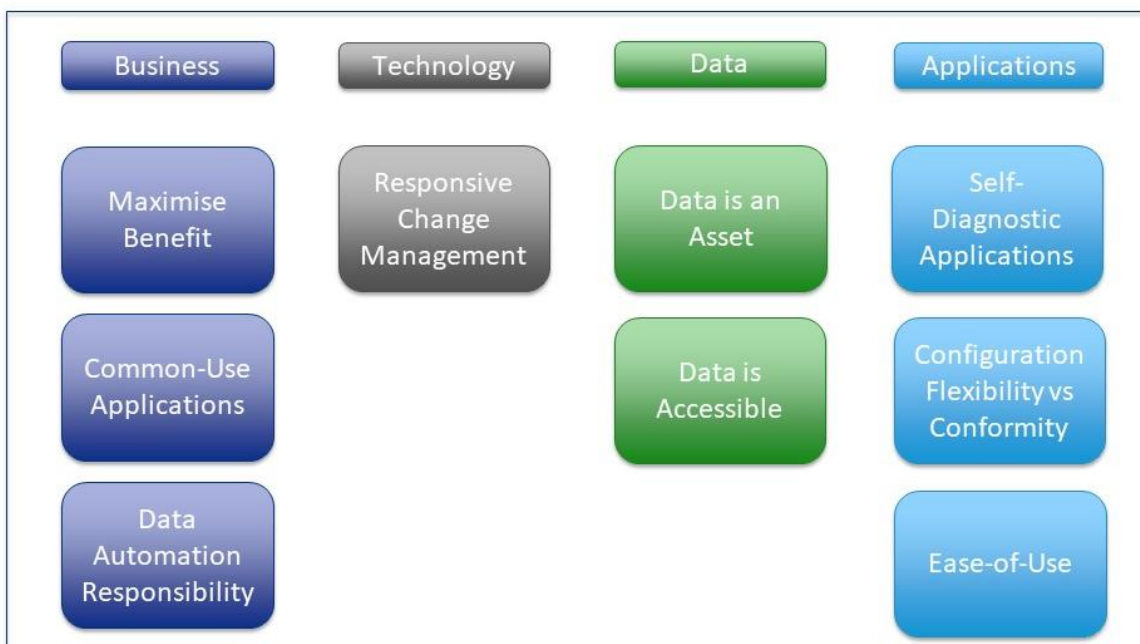 Business
Technology
Data
Applications
Maximise
Benefit
Responsive
Change
Management
Data is an
Asset
Self-
Diagnostic
Applications
Common-Use
Applications
Data is
Accessible
Configuration
Flexibility vs
Conformity
Data
Automation
Responsibility
Ease-of-Use